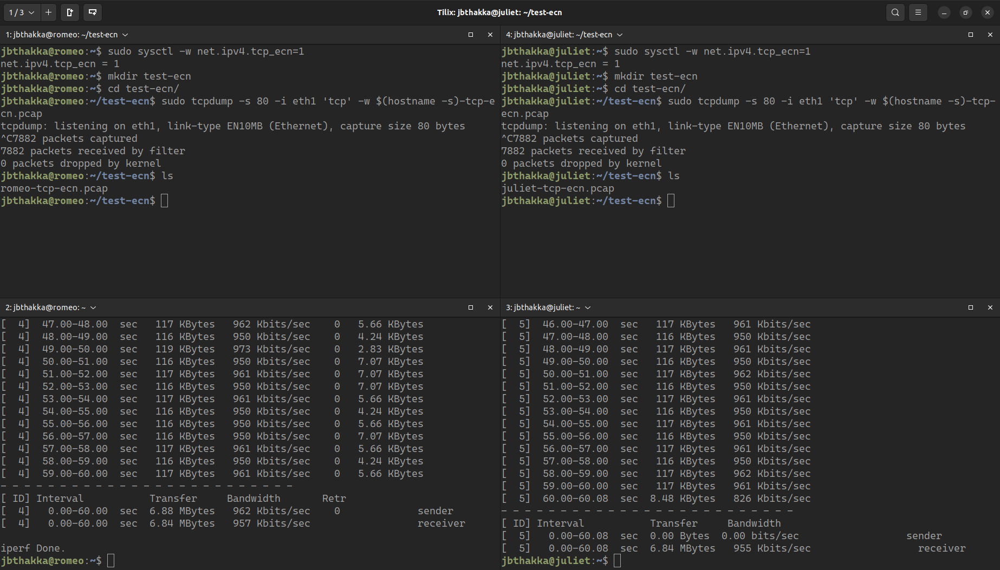 1 / 3
Tilix: jbthakka@juliet: ~/test-ecn
1: jbthakka@romeo: ~/test-ecn
jbthakka@romeo:~$ sudo sysctl -w net.ipv4.tcp_ecn=1
net.ipv4.tcp_ecn = 1
jbthakka@romeo:~$ mkdir test-ecn
jbthakka@romeo:~$ cd test-ecn/
jbthakka@romeo:~/test-ecn$ sudo tcpdump -s 80 -i eth1 'tcp' -w $(hostname -s)-tcp-e
cn.pcap
tcpdump: listening on eth1, link-type EN10MB (Ethernet), capture size 80 bytes
^C7882 packets captured
7882 packets received by filter
0 packets dropped by kernel
jbthakka@romeo:~/test-ecn$ ls
romeo-tcp-ecn.pcap
jbthakka@romeo:~/test-ecn$
4: jbthakka@juliet: ~/test-ecn
jbthakka@juliet:~$ sudo sysctl -w net.ipv4.tcp_ecn=1
net.ipv4.tcp_ecn = 1
jbthakka@juliet:~$ mkdir test-ecn
jbthakka@juliet:~$ cd test-ecn/
jbthakka@juliet:~/test-ecn$ sudo tcpdump -s 80 -i eth1 'tcp' -w $(hostname -s)-tcp-
ecn.pcap
tcpdump: listening on eth1, link-type EN10MB (Ethernet), capture size 80 bytes
^C7882 packets captured
7882 packets received by filter
0 packets dropped by kernel
jbthakka@juliet:~/test-ecn$ ls
juliet-tcp-ecn.pcap
jbthakka@juliet:~/test-ecn$
2: jbthakka@romeo: ~
[  4]  47.00-48.00  sec   117 KBytes   962 Kbits/sec    0   5.66 KBytes
[  4]  48.00-49.00  sec   116 KBytes   950 Kbits/sec    0   4.24 KBytes
[  4]  49.00-50.00  sec   119 KBytes   973 Kbits/sec    0   2.83 KBytes
[  4]  50.00-51.00  sec   116 KBytes   950 Kbits/sec    0   7.07 KBytes
[  4]  51.00-52.00  sec   117 KBytes   961 Kbits/sec    0   7.07 KBytes
[  4]  52.00-53.00  sec   116 KBytes   950 Kbits/sec    0   7.07 KBytes
[  4]  53.00-54.00  sec   117 KBytes   961 Kbits/sec    0   5.66 KBytes
[  4]  54.00-55.00  sec   116 KBytes   950 Kbits/sec    0   4.24 KBytes
[  4]  55.00-56.00  sec   116 KBytes   950 Kbits/sec    0   5.66 KBytes
[  4]  56.00-57.00  sec   116 KBytes   950 Kbits/sec    0   7.07 KBytes
[  4]  57.00-58.00  sec   117 KBytes   961 Kbits/sec    0   5.66 KBytes
[  4]  58.00-59.00  sec   116 KBytes   950 Kbits/sec    0   4.24 KBytes
[  4]  59.00-60.00  sec   117 KBytes   961 Kbits/sec    0   5.66 KBytes
- - - - - - - - - - - - - - - - - - - - - - - - -
[ ID] Interval           Transfer     Bandwidth       Retr
[  4]   0.00-60.00  sec  6.88 MBytes   962 Kbits/sec    0             sender
[  4]   0.00-60.00  sec  6.84 MBytes   957 Kbits/sec                  receiver
iperf Done.
jbthakka@romeo:~$
3: jbthakka@juliet: ~
[  5]  46.00-47.00  sec   117 KBytes   961 Kbits/sec
[  5]  47.00-48.00  sec   116 KBytes   950 Kbits/sec
[  5]  48.00-49.00  sec   117 KBytes   961 Kbits/sec
[  5]  49.00-50.00  sec   116 KBytes   950 Kbits/sec
[  5]  50.00-51.00  sec   117 KBytes   962 Kbits/sec
[  5]  51.00-52.00  sec   116 KBytes   950 Kbits/sec
[  5]  52.00-53.00  sec   117 KBytes   961 Kbits/sec
[  5]  53.00-54.00  sec   116 KBytes   950 Kbits/sec
[  5]  54.00-55.00  sec   117 KBytes   961 Kbits/sec
[  5]  55.00-56.00  sec   116 KBytes   950 Kbits/sec
[  5]  56.00-57.00  sec   117 KBytes   961 Kbits/sec
[  5]  57.00-58.00  sec   116 KBytes   950 Kbits/sec
[  5]  58.00-59.00  sec   117 KBytes   962 Kbits/sec
[  5]  59.00-60.00  sec   117 KBytes   961 Kbits/sec
[  5]  60.00-60.08  sec  8.48 KBytes   826 Kbits/sec
- - - - - - - - - - - - - - - - - - - - - - - - -
[ ID] Interval           Transfer     Bandwidth
[  5]   0.00-60.08  sec  0.00 Bytes  0.00 bits/sec                  sender
[  5]   0.00-60.08  sec  6.84 MBytes   955 Kbits/sec                  receiver
jbthakka@juliet:~$